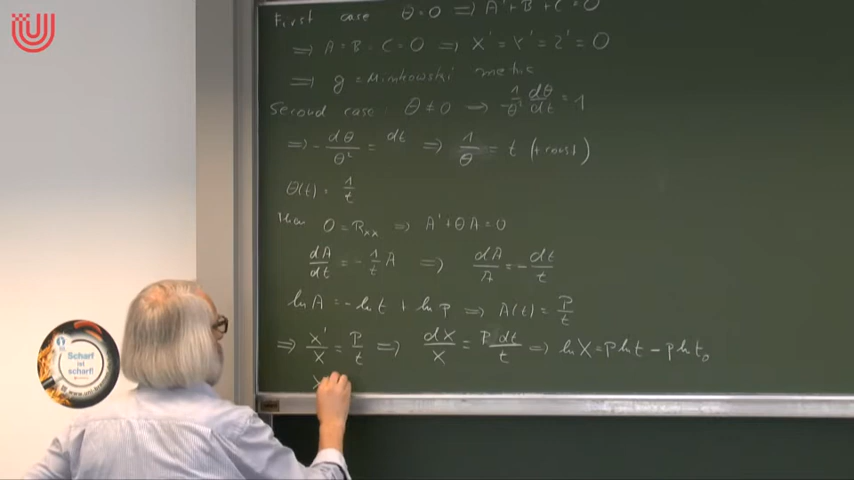 First case θ=0 ⇒ A'+B'+C'=0
⇒ A=B=C=0 ⇒ X'=Y'=Z'=0
⇒ g = Minkowski metric
Second case: θ≠0 ⇒ -1/θ² dθ/dt = 1
⇒ -dθ/θ² = dt ⇒ 1/θ = t (+const)
θ(t) = 1/t
Then 0=R_xx ⇒ A'+θA=0
dA/dt = -1/t A ⇒ dA/A = -dt/t
ln A = -ln t + ln p ⇒ A(t) = p/t
⇒ X'/X = p/t ⇒ dX/X = p dt/t ⇒ ln X = p ln t - p ln t₀
X
Scharf
ist
scharf!